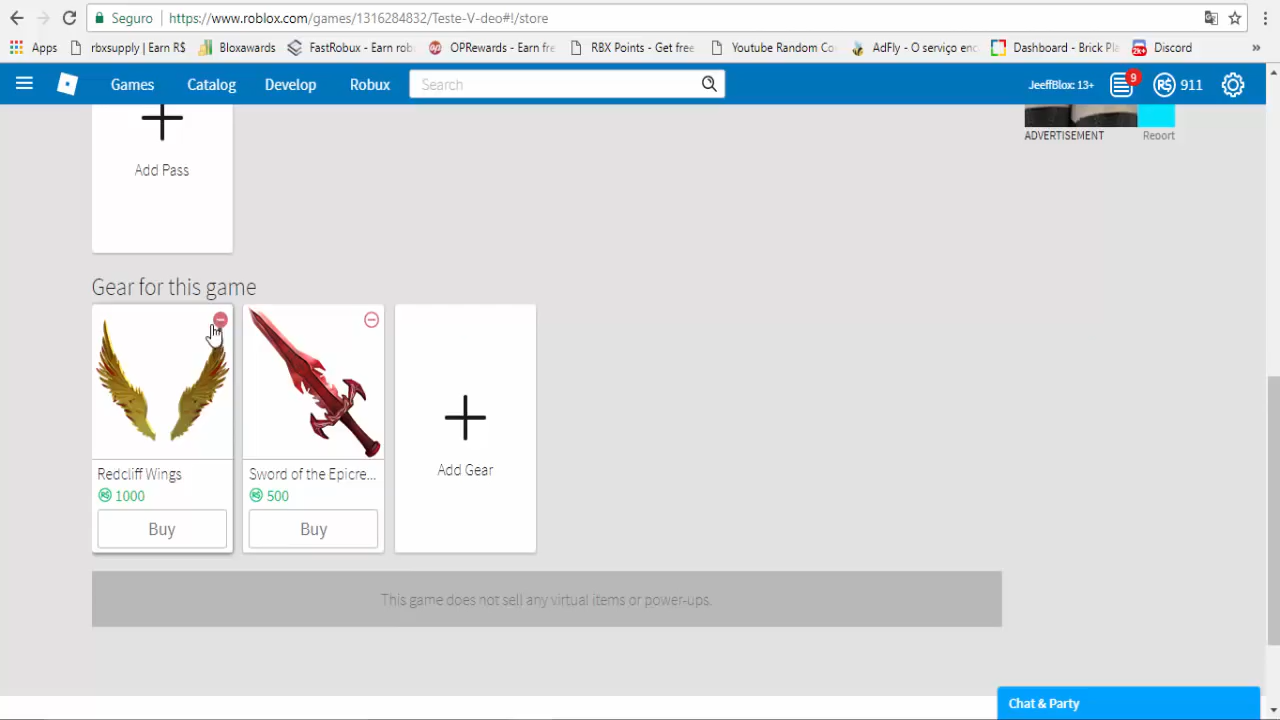 Seguro https://www.roblox.com/games/1316284832/Teste-V-deo#!/store
Apps rbxsupply | Earn R$ Bloxawards FastRobux - Earn rob OPRewards - Earn fre RBX Points - Get free Youtube Random Co AdFly - O serviço enc Dashboard - Brick Pla Discord »
Games Catalog Develop Robux Search JeeffBlox: 13+ 9 R$ 911
ADVERTISEMENT Report
Add Pass
Gear for this game
Redcliff Wings Sword of the Epicre... Add Gear
R$ 1000 R$ 500
Buy Buy
This game does not sell any virtual items or power-ups.
Chat & Party